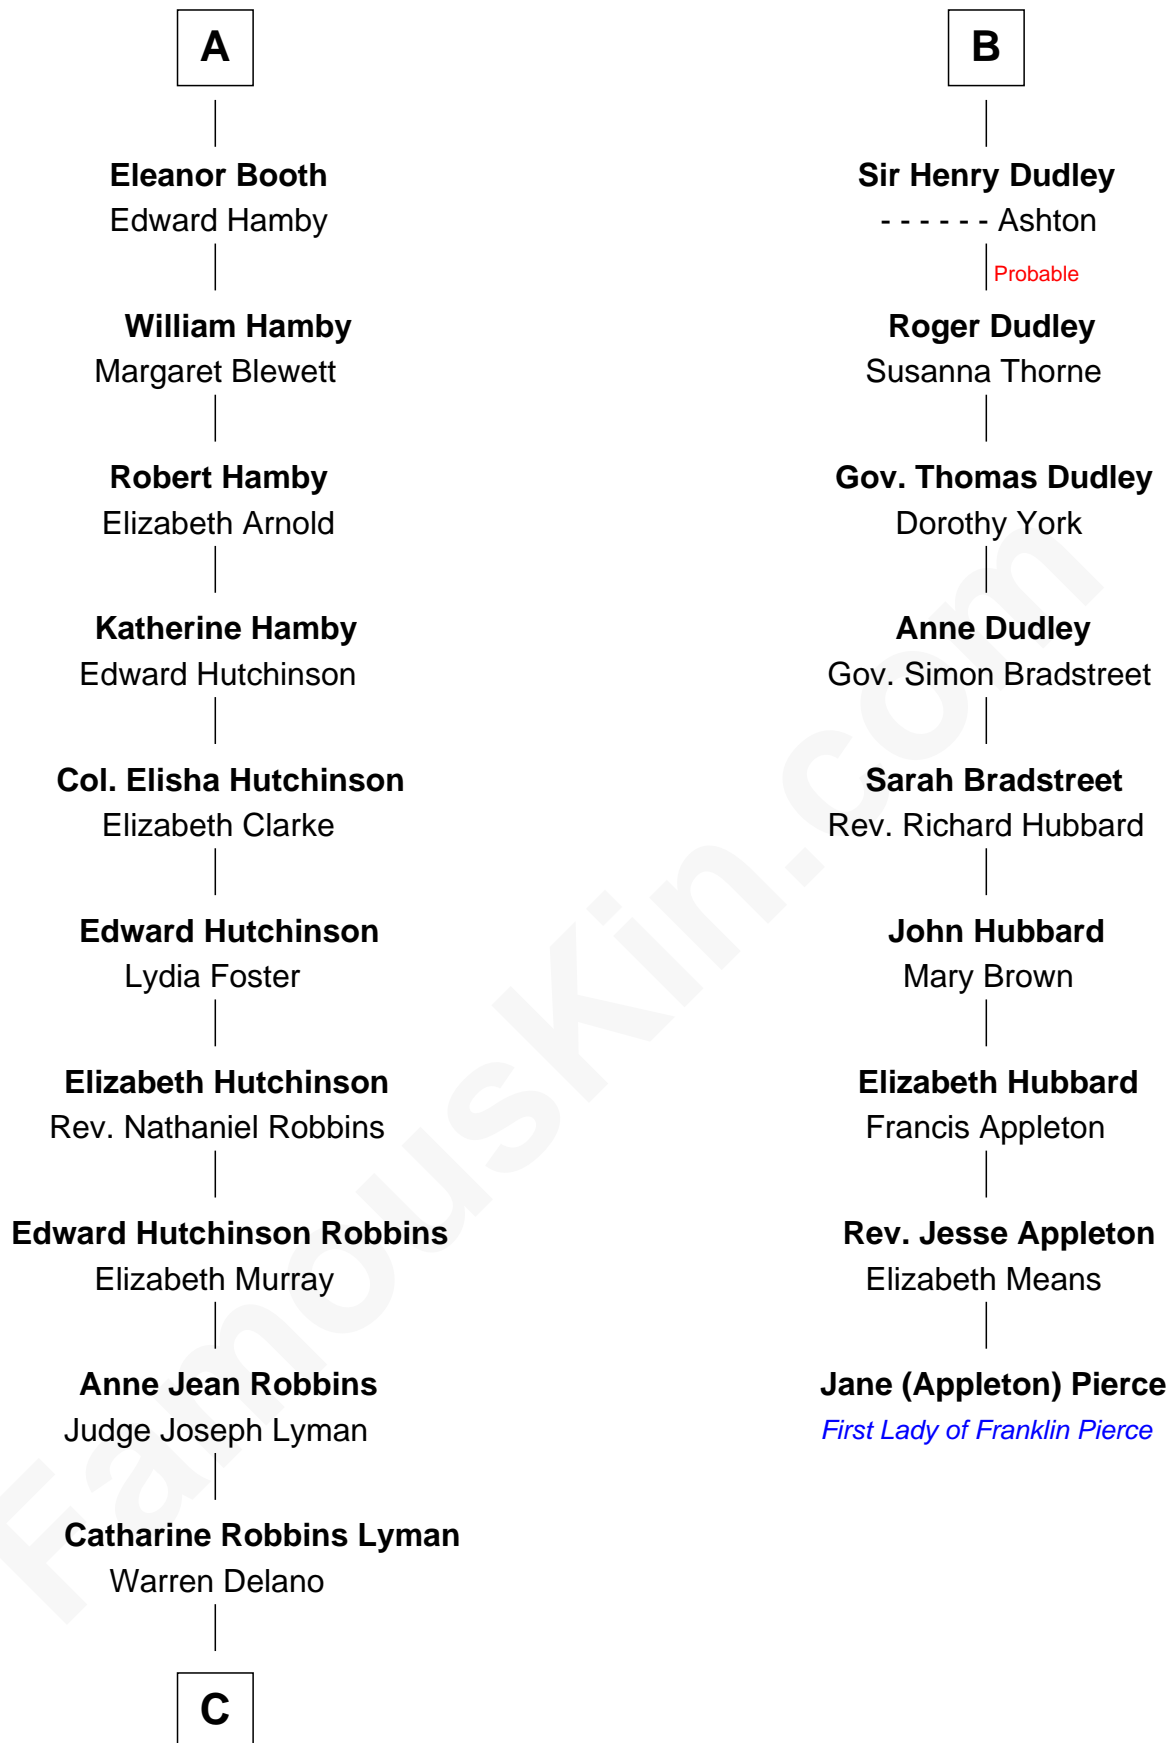 A
Eleanor Booth
Edward Hamby
William Hamby
Margaret Blewett
Robert Hamby
Elizabeth Arnold
Katherine Hamby
Edward Hutchinson
Col. Elisha Hutchinson
Elizabeth Clarke
Edward Hutchinson
Lydia Foster
Elizabeth Hutchinson
Rev. Nathaniel Robbins
Edward Hutchinson Robbins
Elizabeth Murray
Anne Jean Robbins
Judge Joseph Lyman
Catharine Robbins Lyman
Warren Delano
C
B
Sir Henry Dudley
- - - - - - Ashton
Probable
Roger Dudley
Susanna Thorne
Gov. Thomas Dudley
Dorothy York
Anne Dudley
Gov. Simon Bradstreet
Sarah Bradstreet
Rev. Richard Hubbard
John Hubbard
Mary Brown
Elizabeth Hubbard
Francis Appleton
Rev. Jesse Appleton
Elizabeth Means
Jane (Appleton) Pierce
First Lady of Franklin Pierce
FamousKin.com